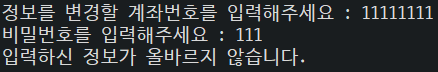 정보를 변경할 계좌번호를 입력해주세요 : 11111111
비밀번호를 입력해주세요 : 111
입력하신 정보가 올바르지 않습니다.